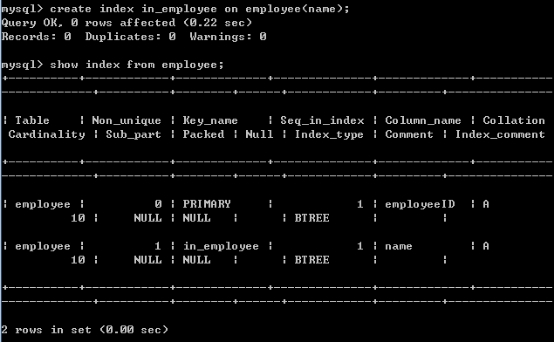 mysql> create index in_employee on employee(name);
Query OK, 0 rows affected (0.22 sec)
Records: 0  Duplicates: 0  Warnings: 0
mysql> show index from employee;
+----------+------------+-------------+--------------+-------------+-----------
+-------------+----------+--------+------+------------+---------+---------------+
| Table    | Non_unique | Key_name    | Seq_in_index | Column_name | Collation
| Cardinality | Sub_part | Packed | Null | Index_type | Comment | Index_comment
+----------+------------+-------------+--------------+-------------+-----------
+-------------+----------+--------+------+------------+---------+---------------+
| employee |          0 | PRIMARY     |            1 | employeeID  | A
10 |     NULL | NULL   |      | BTREE      |         |
| employee |          1 | in_employee |            1 | name        | A
10 |     NULL | NULL   |      | BTREE      |         |
+----------+------------+-------------+--------------+-------------+-----------
+-------------+----------+--------+------+------------+---------+---------------+
2 rows in set (0.00 sec)